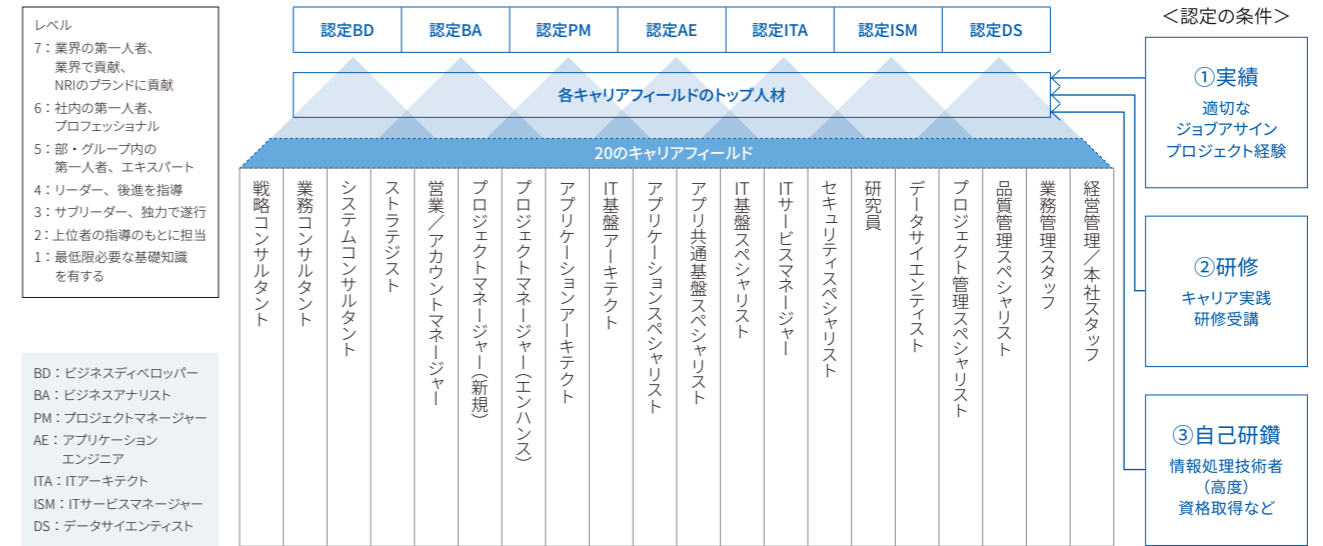 レベル
7：業界の第一人者、
業界で貢献、
NRIのブランドに貢献
6：社内の第一人者、
プロフェッショナル
5：部・グループ内の
第一人者、エキスパート
4：リーダー、後進を指導
3：サブリーダー、独力で遂行
2：上位者の指導のもとに担当
1：最低限必要な基礎知識
を有する
BD：ビジネスディベロッパー
BA：ビジネスアナリスト
PM：プロジェクトマネージャー
AE：アプリケーション
エンジニア
ITA：ITアーキテクト
ISM：ITサービスマネージャー
DS：データサイエンティスト
認定BD
認定BA
認定PM
認定AE
認定ITA
認定ISM
認定DS
各キャリアフィールドのトップ人材
20のキャリアフィールド
戦略コンサルタント
業務コンサルタント
システムコンサルタント
ストラテジスト
営業／アカウントマネージャー
プロジェクトマネージャー（新規）
プロジェクトマネージャー（エンハンス）
アプリケーションアーキテクト
IT基盤アーキテクト
アプリケーションスペシャリスト
アプリ共通基盤スペシャリスト
IT基盤スペシャリスト
ITサービスマネージャー
セキュリティスペシャリスト
研究員
データサイエンティスト
プロジェクト管理スペシャリスト
品質管理スペシャリスト
業務管理スタッフ
経営管理／本社スタッフ
＜認定の条件＞
①実績
適切な
ジョブアサイン
プロジェクト経験
②研修
キャリア実践
研修受講
③自己研鑽
情報処理技術者
（高度）
資格取得など